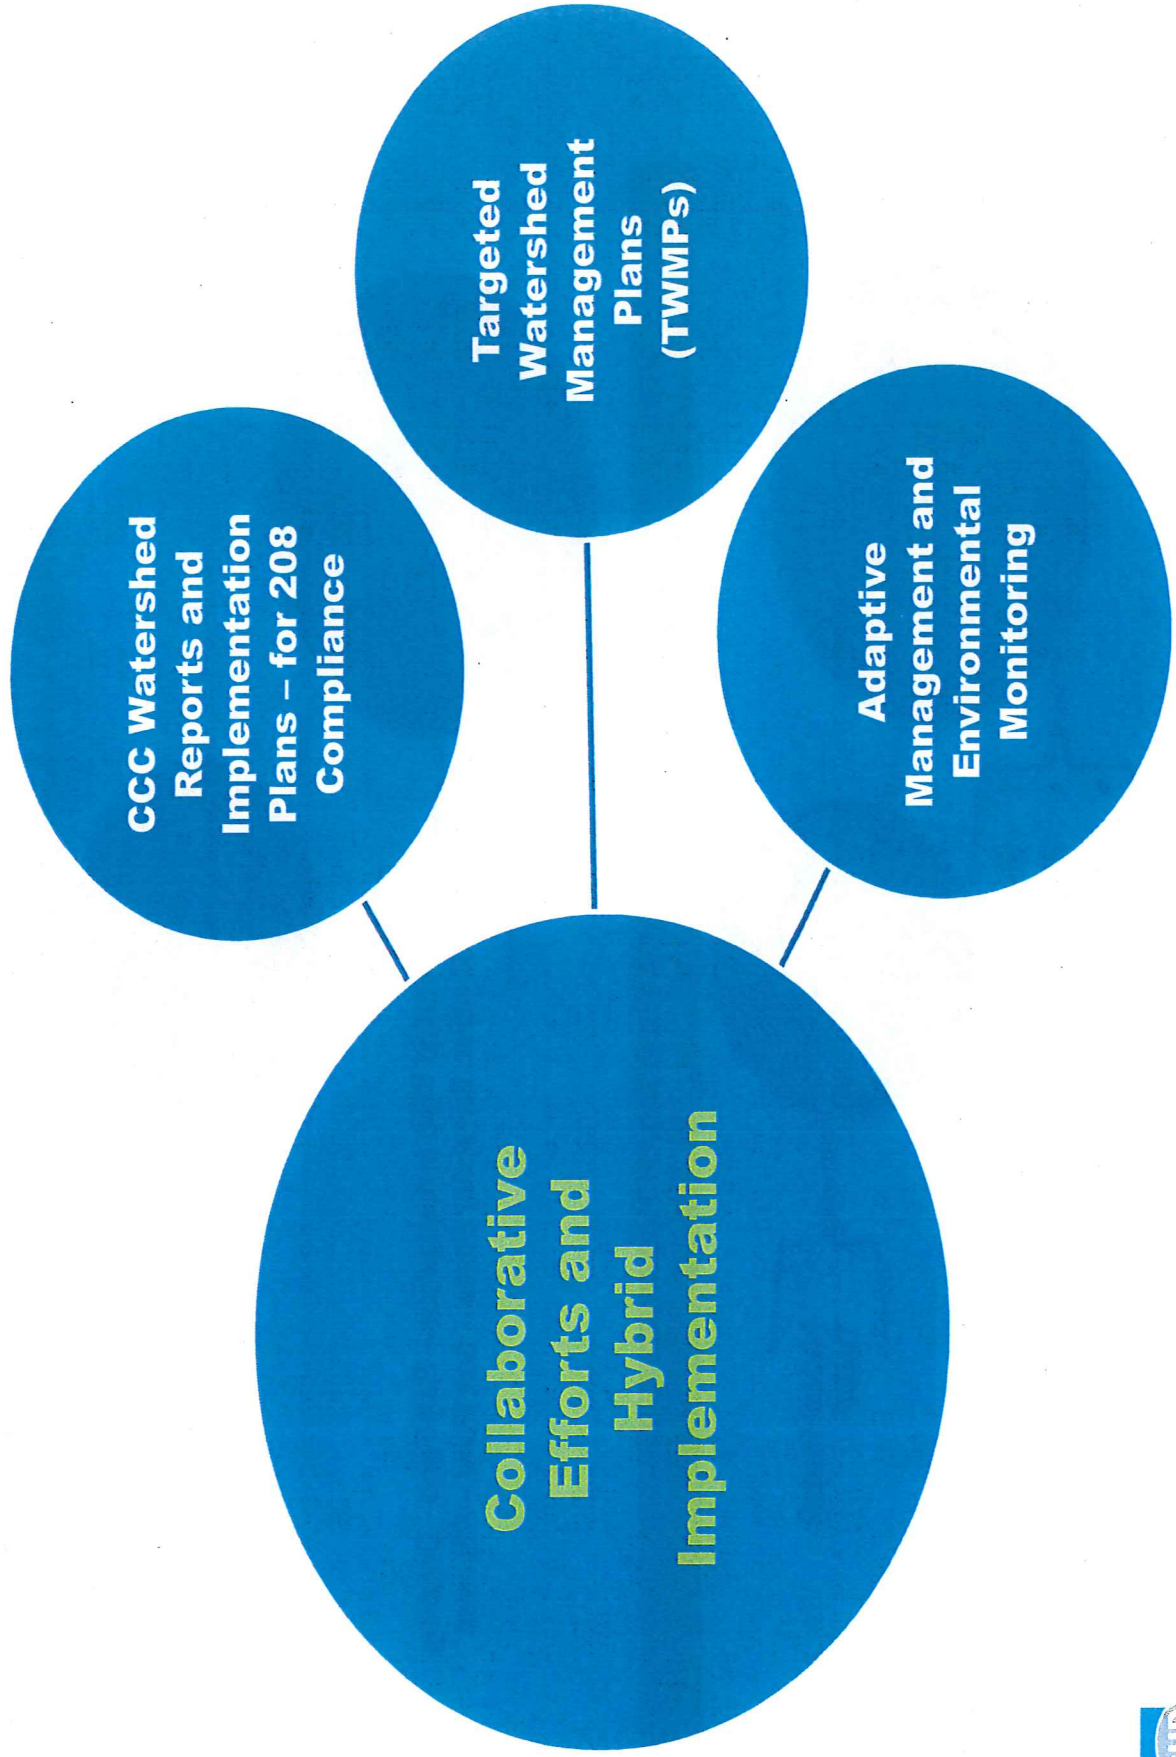 Collaborative
Efforts and
Hybrid
Implementation
CCC Watershed
Reports and
Implementation
Plans – for 208
Compliance
Targeted
Watershed
Management
Plans
(TWMPs)
Adaptive
Management and
Environmental
Monitoring